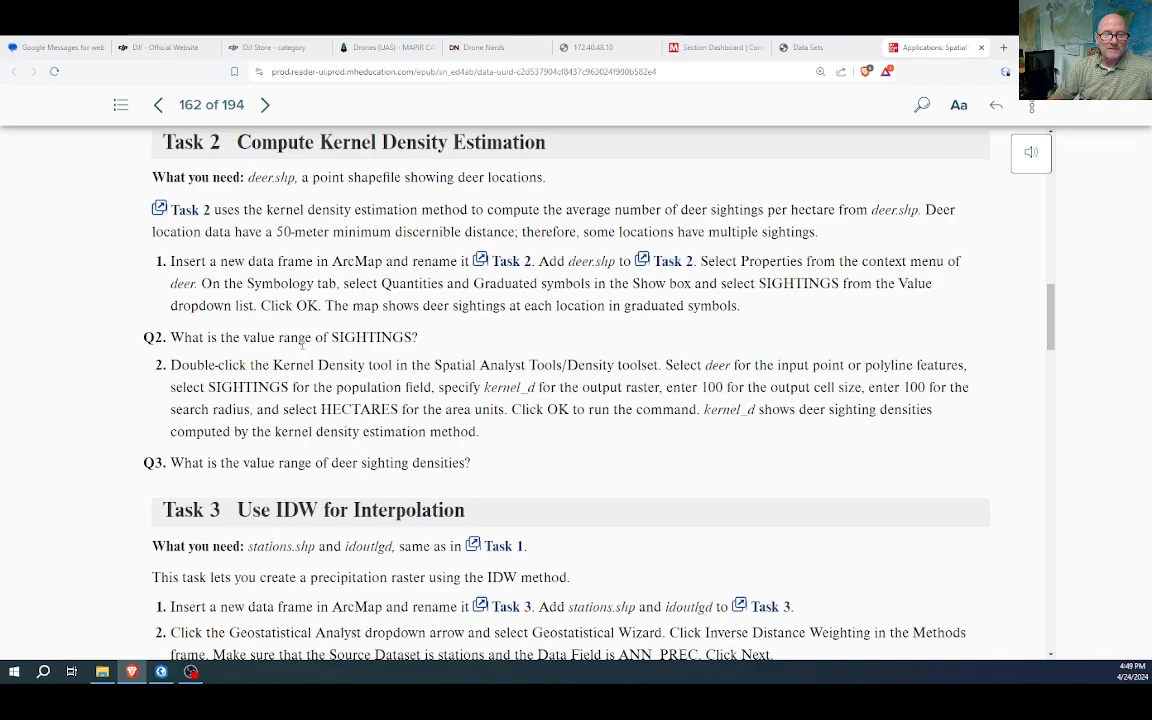 Google Messages for web
DJI - Official Website
DJI Store - category
Drones (UAS) - MAPIR CA
Drone Nerds
172.40.48.10
Section Dashboard | Con
Data Sets
Applications: Spatial
prod.reader-ui.prod.mheducation.com/epub/sn_ed4ab/data-uuid-c2d537904cf8437c963024f980b582e4
162 of 194
Aa
Task 2 Compute Kernel Density Estimation
What you need: deer.shp, a point shapefile showing deer locations.
Task 2 uses the kernel density estimation method to compute the average number of deer sightings per hectare from deer.shp. Deer
location data have a 50-meter minimum discernible distance; therefore, some locations have multiple sightings.
1. Insert a new data frame in ArcMap and rename it Task 2. Add deer.shp to Task 2. Select Properties from the context menu of
deer. On the Symbology tab, select Quantities and Graduated symbols in the Show box and select SIGHTINGS from the Value
dropdown list. Click OK. The map shows deer sightings at each location in graduated symbols.
Q2. What is the value range of SIGHTINGS?
2. Double-click the Kernel Density tool in the Spatial Analyst Tools/Density toolset. Select deer for the input point or polyline features,
select SIGHTINGS for the population field, specify kernel_d for the output raster, enter 100 for the output cell size, enter 100 for the
search radius, and select HECTARES for the area units. Click OK to run the command. kernel_d shows deer sighting densities
computed by the kernel density estimation method.
Q3. What is the value range of deer sighting densities?
Task 3 Use IDW for Interpolation
What you need: stations.shp and idoutlgd, same as in Task 1.
This task lets you create a precipitation raster using the IDW method.
1. Insert a new data frame in ArcMap and rename it Task 3. Add stations.shp and idoutlgd to Task 3.
2. Click the Geostatistical Analyst dropdown arrow and select Geostatistical Wizard. Click Inverse Distance Weighting in the Methods
frame. Make sure that the Source Dataset is stations and the Data Field is ANN_PREC. Click Next.
4:49 PM
4/24/2024